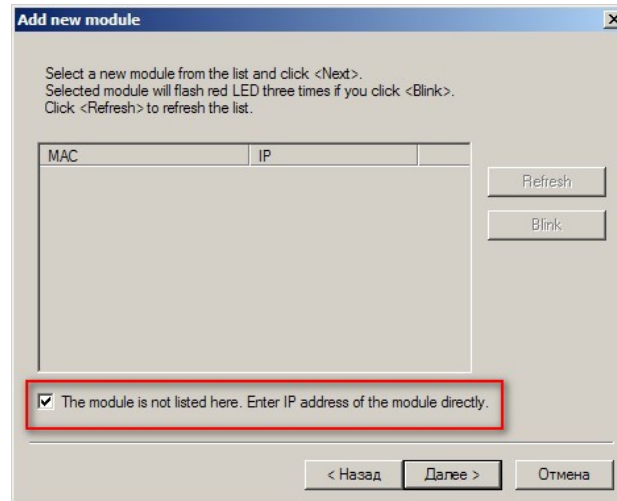 Add new module
Select a new module from the list and click <Next>.
Selected module will flash red LED three times if you click <Blink>.
Click <Refresh> to refresh the list.
MAC IP
Refresh
Blink
The module is not listed here. Enter IP address of the module directly.
< Назад Далее > Отмена